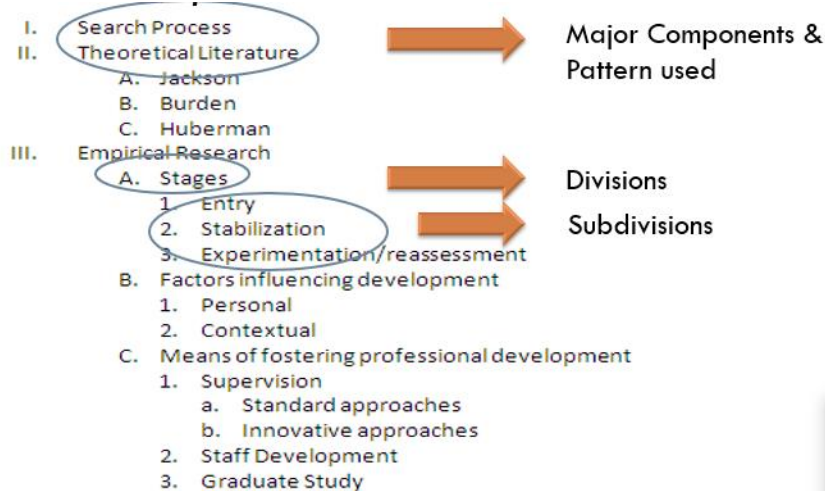 I. Search Process
II. Theoretical Literature
A. Jackson
B. Burden
C. Huberman
III. Empirical Research
A. Stages
1. Entry
2. Stabilization
3. Experimentation/reassessment
B. Factors influencing development
1. Personal
2. Contextual
C. Means of fostering professional development
1. Supervision
a. Standard approaches
b. Innovative approaches
2. Staff Development
3. Graduate Study
Major Components &
Pattern used
Divisions
Subdivisions